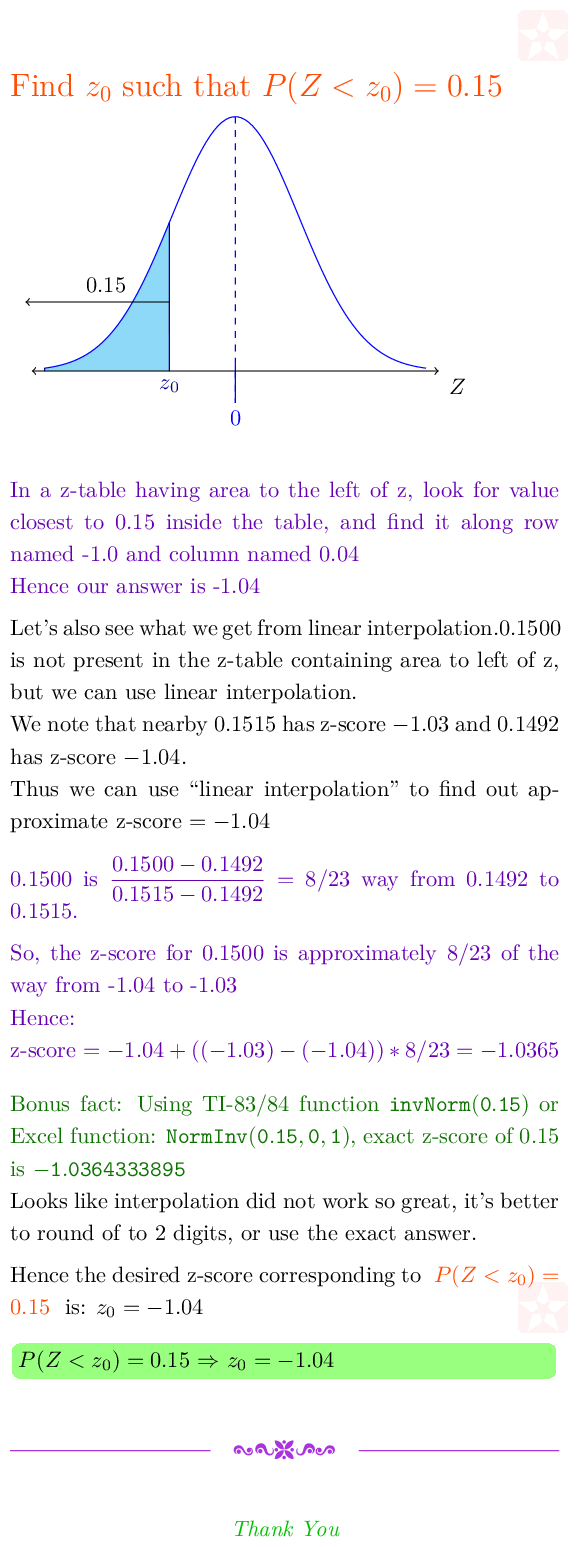 Find z₀ such that P(Z < z₀) = 0.15
0.15
z₀
Z
0
In a z-table having area to the left of z, look for value
closest to 0.15 inside the table, and find it along row
named -1.0 and column named 0.04
Hence our answer is -1.04
Let's also see what we get from linear interpolation.0.1500
is not present in the z-table containing area to left of z,
but we can use linear interpolation.
We note that nearby 0.1515 has z-score −1.03 and 0.1492
has z-score −1.04.
Thus we can use “linear interpolation” to find out ap-
proximate z-score = −1.04
0.1500 is (0.1500 − 0.1492)/(0.1515 − 0.1492) = 8/23 way from 0.1492 to
0.1515.
So, the z-score for 0.1500 is approximately 8/23 of the
way from -1.04 to -1.03
Hence:
z-score = −1.04 + ((−1.03) − (−1.04)) ∗ 8/23 = −1.0365
Bonus fact: Using TI-83/84 function invNorm(0.15) or
Excel function: NormInv(0.15, 0, 1), exact z-score of 0.15
is −1.0364333895
Looks like interpolation did not work so great, it's better
to round of to 2 digits, or use the exact answer.
Hence the desired z-score corresponding to P(Z < z₀) =
0.15 is: z₀ = −1.04
P(Z < z₀) = 0.15 ⇒ z₀ = −1.04
Thank You